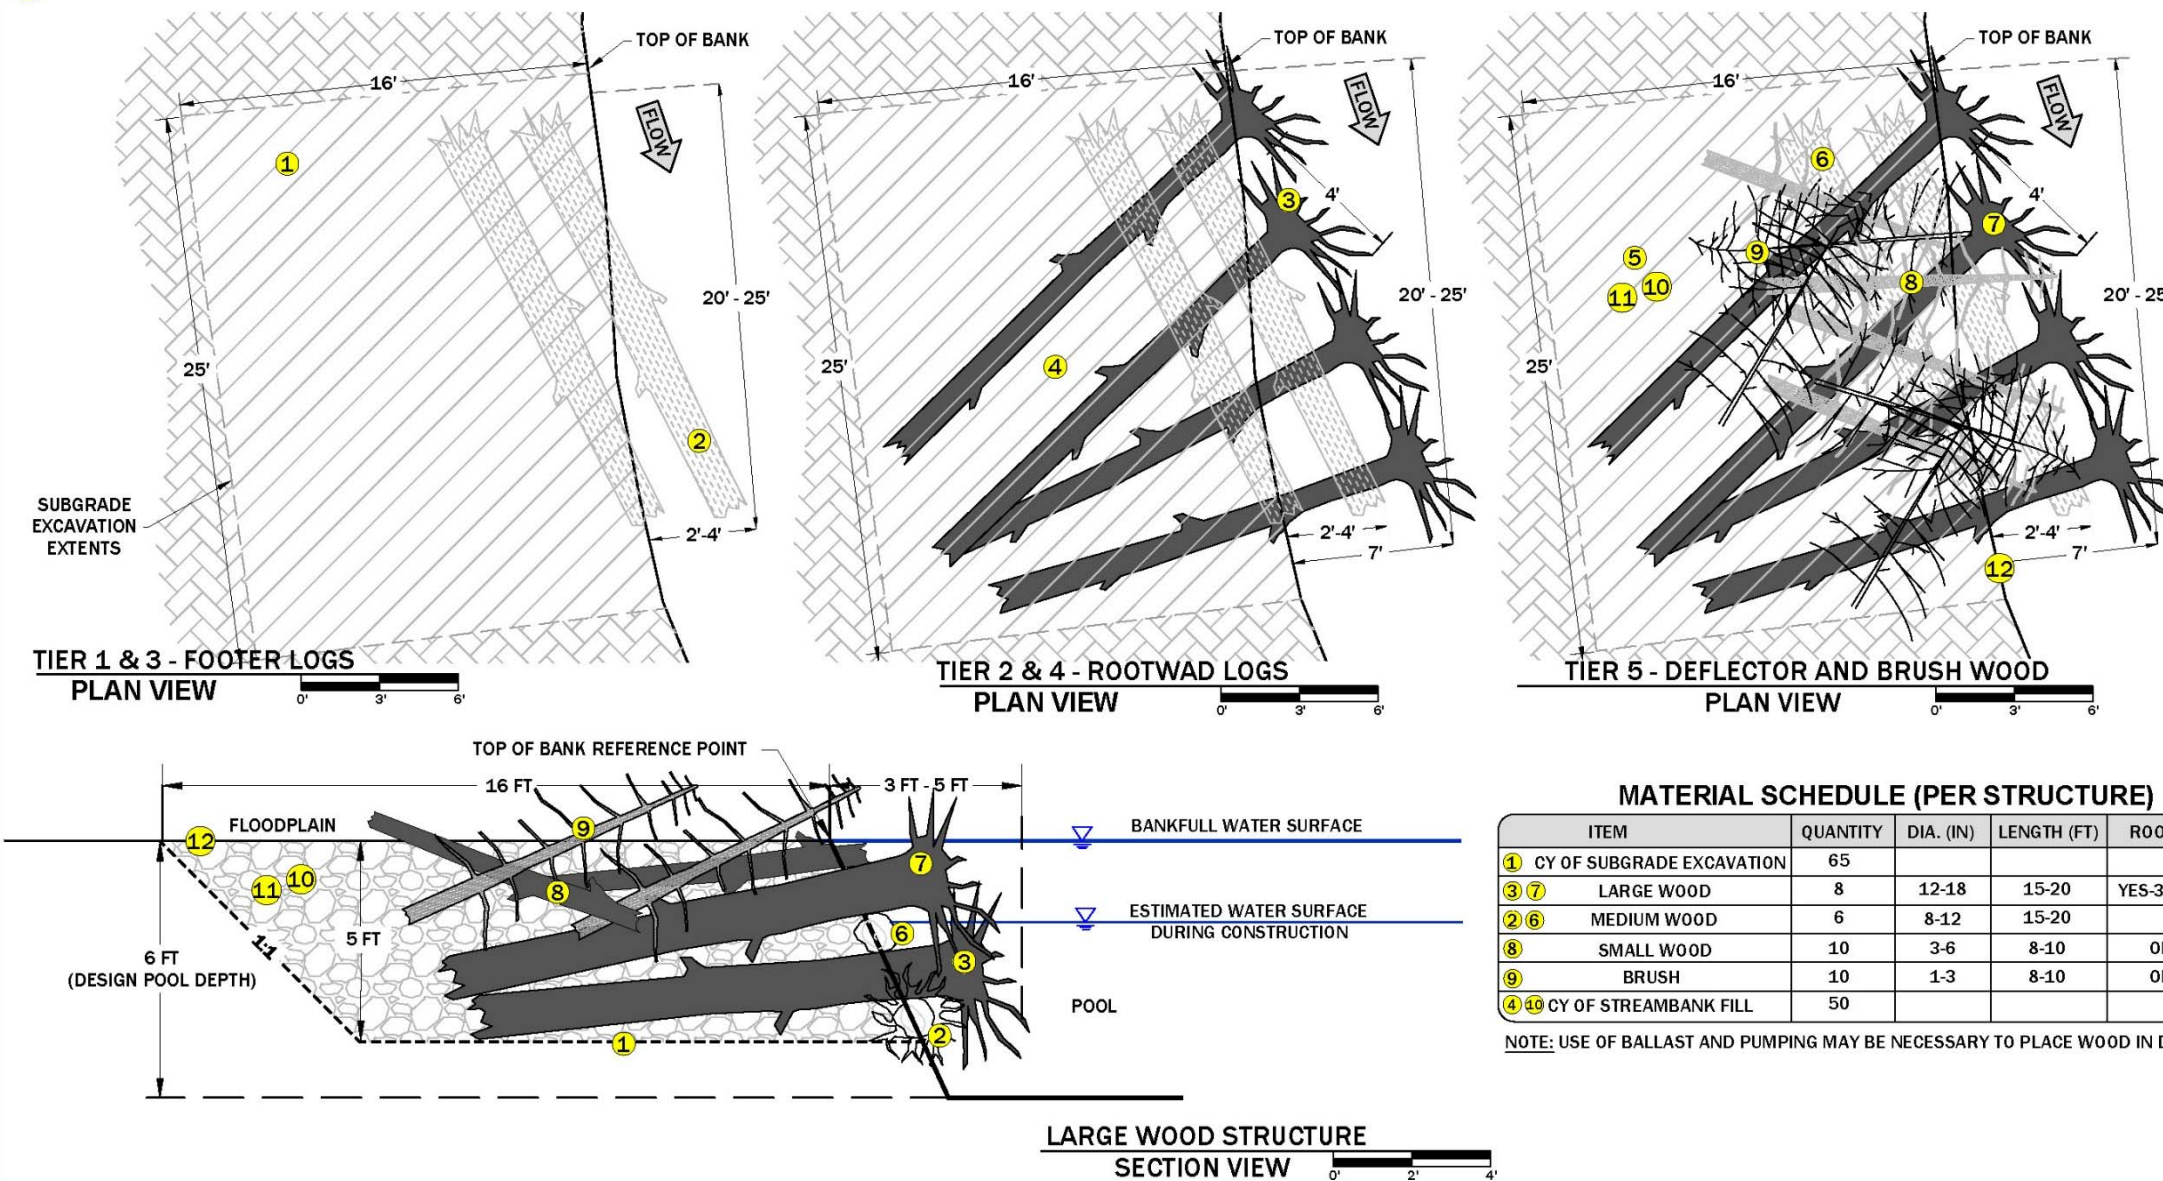 TOP OF BANK
16'
FLOW
1
20' - 25'
25'
2
SUBGRADE
EXCAVATION
EXTENTS
2'-4'
TIER 1 & 3 - FOOTER LOGS
PLAN VIEW
0' 3' 6'
TOP OF BANK
16'
FLOW
3
4'
20' - 25'
25'
4
2'-4'
7'
TIER 2 & 4 - ROOTWAD LOGS
PLAN VIEW
0' 3' 6'
TOP OF BANK
16'
FLOW
6
4'
7
9
5
8
10
11
20' - 25
25'
2'-4'
7'
12
TIER 5 - DEFLECTOR AND BRUSH WOOD
PLAN VIEW
0' 3' 6'
TOP OF BANK REFERENCE POINT
16 FT
3 FT - 5 FT
FLOODPLAIN
12
9
BANKFULL WATER SURFACE
7
11 10
8
ESTIMATED WATER SURFACE
DURING CONSTRUCTION
6
1:1
5 FT
6 FT
(DESIGN POOL DEPTH)
3
POOL
1
2
LARGE WOOD STRUCTURE
SECTION VIEW
0' 2' 4'
MATERIAL SCHEDULE (PER STRUCTURE)
ITEM QUANTITY DIA. (IN) LENGTH (FT) ROO
1 CY OF SUBGRADE EXCAVATION 65
3 7 LARGE WOOD 8 12-18 15-20 YES-3
2 6 MEDIUM WOOD 6 8-12 15-20
8 SMALL WOOD 10 3-6 8-10
9 BRUSH 10 1-3 8-10
4 10 CY OF STREAMBANK FILL 50
NOTE: USE OF BALLAST AND PUMPING MAY BE NECESSARY TO PLACE WOOD IN